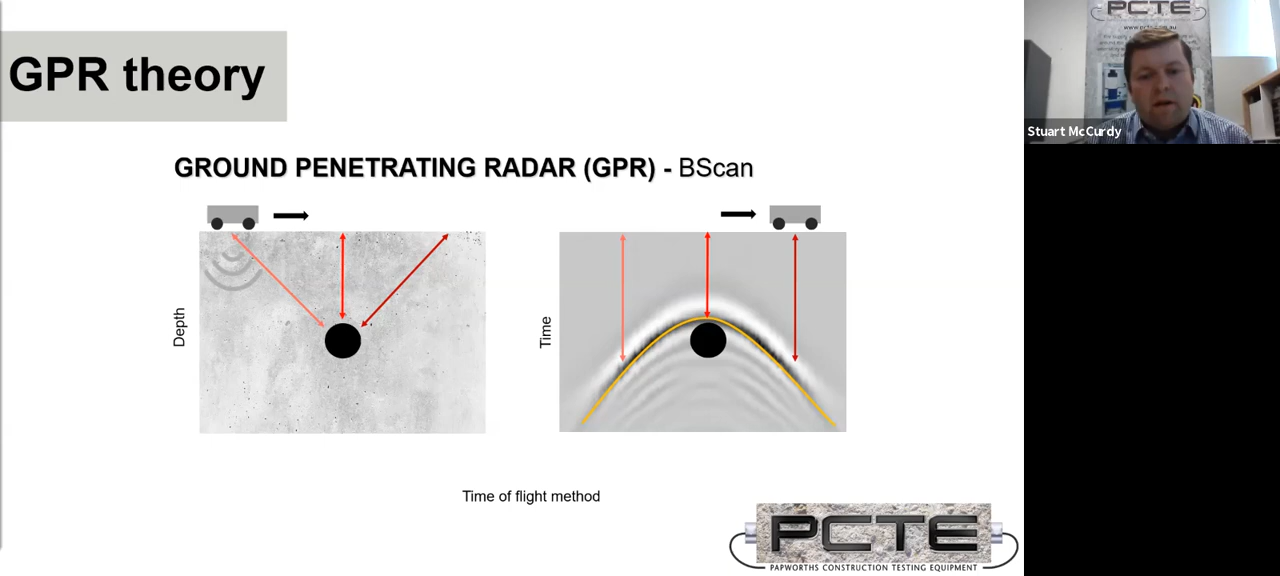 GPR theory
GROUND PENETRATING RADAR (GPR) - BScan
Depth
Time
Time of flight method
PCTE
PAPWORTHS CONSTRUCTION TESTING EQUIPMENT
PCTE
Stuart McCurdy